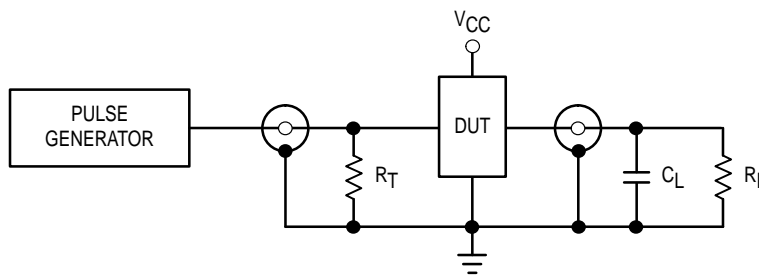 VCC
PULSE
GENERATOR
DUT
RT
CL
R